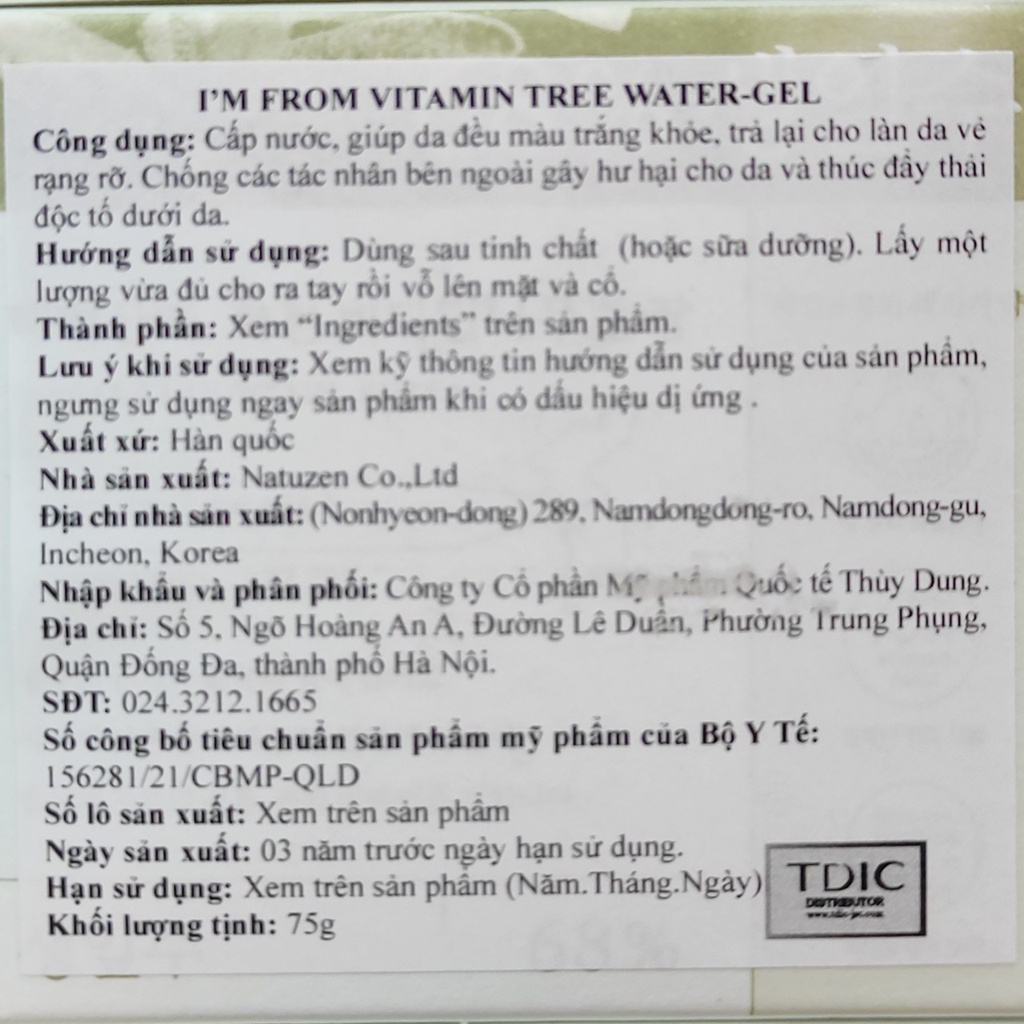 I'M FROM VITAMIN TREE WATER-GEL
Công dụng: Cấp nước, giúp da đều màu trắng khỏe, trả lại cho làn da vẻ
rạng rỡ. Chống các tác nhân bên ngoài gây hư hại cho da và thúc đẩy thải
độc tố dưới da.
Hướng dẫn sử dụng: Dùng sau tinh chất (hoặc sữa dưỡng). Lấy một
lượng vừa đủ cho ra tay rồi vỗ lên mặt và cổ.
Thành phần: Xem "Ingredients" trên sản phẩm.
Lưu ý khi sử dụng: Xem kỹ thông tin hướng dẫn sử dụng của sản phẩm,
ngưng sử dụng ngay sản phẩm khi có dấu hiệu dị ứng .
Xuất xứ: Hàn quốc
Nhà sản xuất: Natuzen Co.,Ltd
Địa chỉ nhà sản xuất: (Nonhyeon-dong) 289, Namdongdong-ro, Namdong-gu,
Incheon, Korea
Nhập khẩu và phân phối: Công ty Cổ phần Mỹ phẩm Quốc tế Thùy Dung.
Địa chỉ: Số 5, Ngõ Hoàng An A, Đường Lê Duẩn, Phường Trung Phụng,
Quận Đống Đa, thành phố Hà Nội.
SĐT: 024.3212.1665
Số công bố tiêu chuẩn sản phẩm mỹ phẩm của Bộ Y Tế:
156281/21/CBMP-QLD
Số lô sản xuất: Xem trên sản phẩm
Ngày sản xuất: 03 năm trước ngày hạn sử dụng.
Hạn sử dụng: Xem trên sản phẩm (Năm.Tháng.Ngày)
Khối lượng tịnh: 75g
TDIC
DISTRIBUTOR
68%